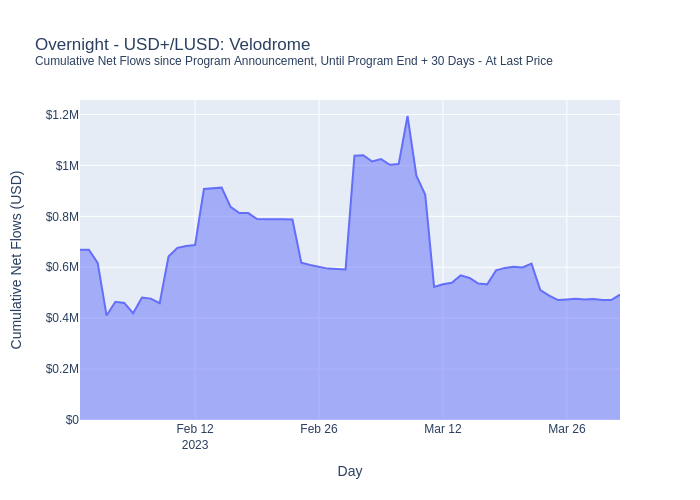 Overnight - USD+/LUSD: Velodrome
Cumulative Net Flows since Program Announcement, Until Program End + 30 Days - At Last Price
Cumulative Net Flows (USD)
$1.2M
$1M
$0.8M
$0.6M
$0.4M
$0.2M
$0
Feb 12
2023
Feb 26
Mar 12
Mar 26
Day